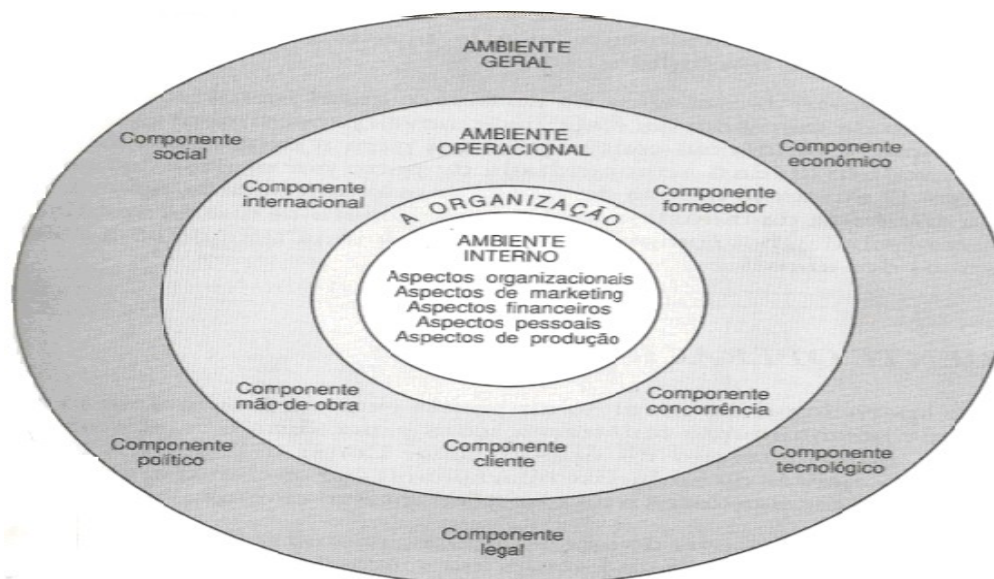 AMBIENTE
GERAL
Componente
social
AMBIENTE
OPERACIONAL
Componente
econômico
Componente
internacional
Componente
fornecedor
A ORGANIZAÇÃO
AMBIENTE
INTERNO
Aspectos organizacionais
Aspectos de marketing
Aspectos financeiros
Aspectos pessoais
Aspectos de produção
Componente
mão-de-obra
Componente
concorrência
Componente
político
Componente
cliente
Componente
tecnológico
Componente
legal